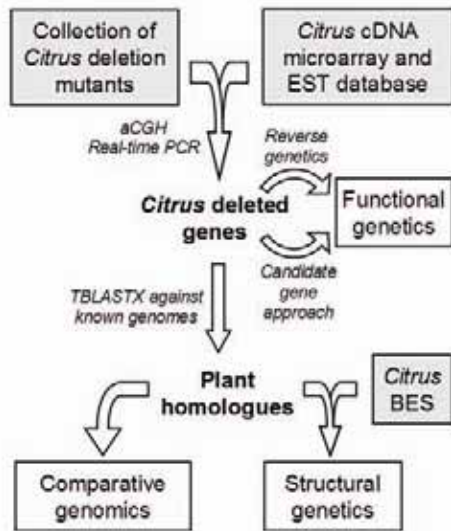 Collection of
Citrus deletion
mutants
Citrus cDNA
microarray and
EST database
aCGH
Real-time PCR
Reverse
genetics
Citrus deleted
genes
Functional
genetics
Candidate
gene
approach
TBLASTX against
known genomes
Plant
homologues
Citrus
BES
Comparative
genomics
Structural
genetics